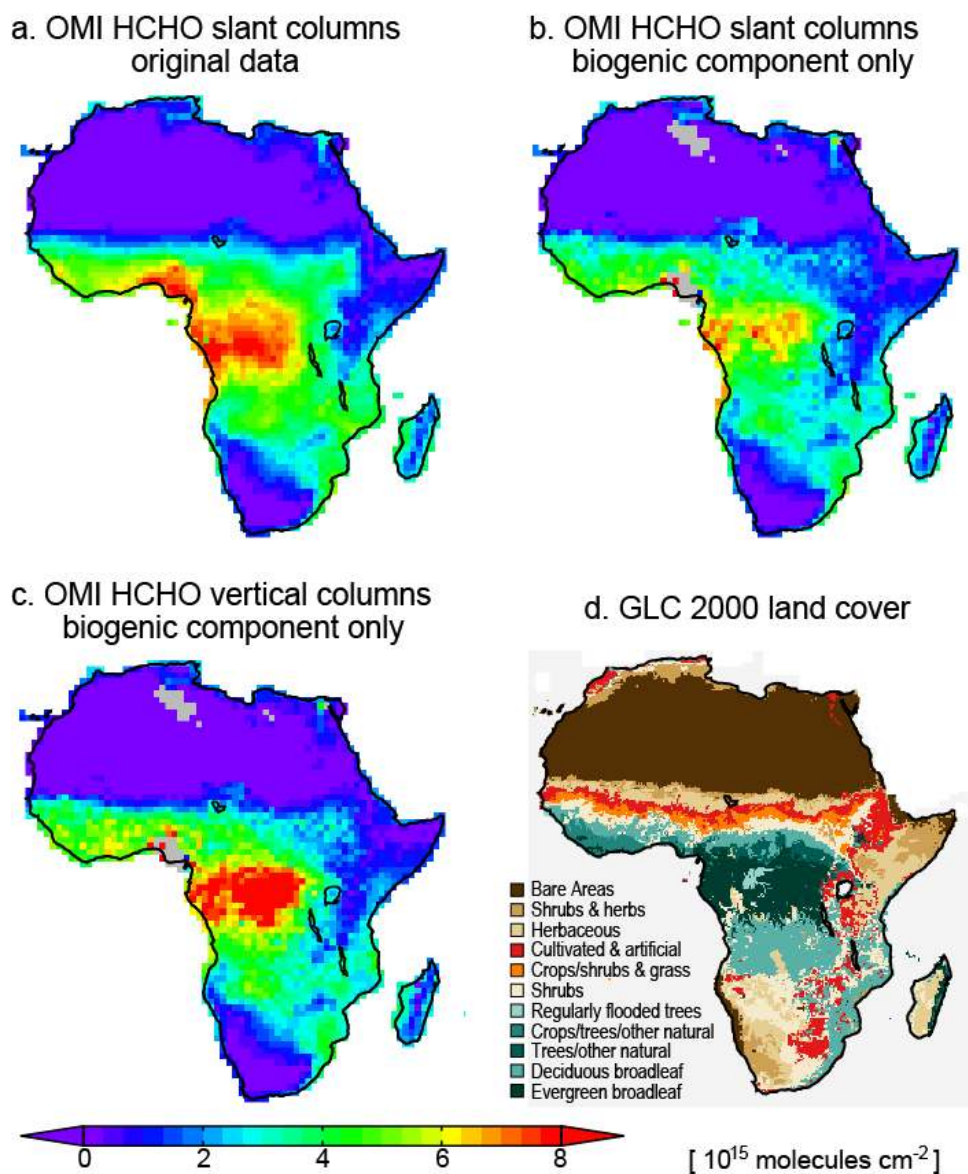 a. OMI HCHO slant columns
original data
b. OMI HCHO slant columns
biogenic component only
c. OMI HCHO vertical columns
biogenic component only
d. GLC 2000 land cover
Bare Areas
Shrubs & herbs
Herbaceous
Cultivated & artificial
Crops/shrubs & grass
Shrubs
Regularly flooded trees
Crops/trees/other natural
Trees/other natural
Deciduous broadleaf
Evergreen broadleaf
0 2 4 6 8
[ 10¹⁵ molecules cm⁻² ]